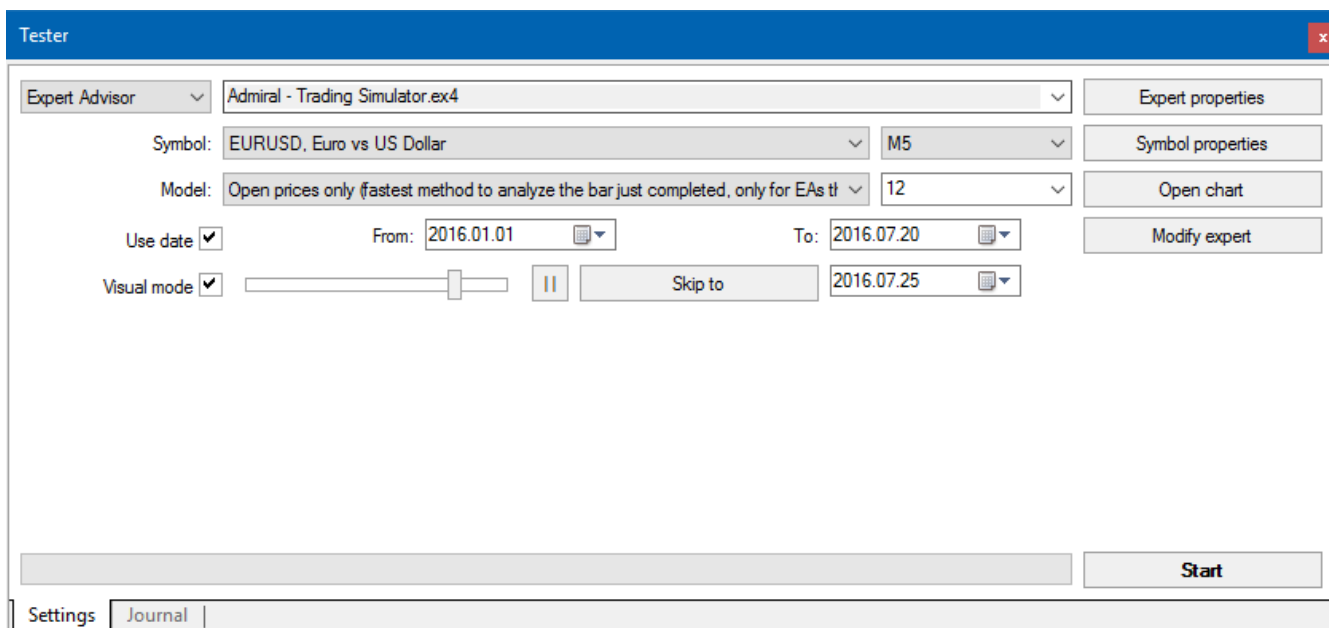 Tester
x
Expert Advisor Admiral - Trading Simulator.ex4 Expert properties
Symbol: EURUSD, Euro vs US Dollar M5 Symbol properties
Model: Open prices only (fastest method to analyze the bar just completed, only for EAs 12 Open chart
Use date From: 2016.01.01 To: 2016.07.20 Modify expert
Visual mode Skip to 2016.07.25
Start
Settings Journal